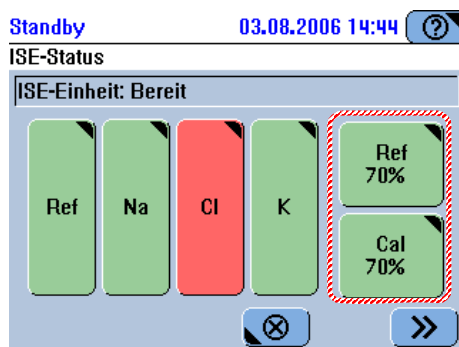 Standby 03.08.2006 14:44 ?
ISE-Status
ISE-Einheit: Bereit
Ref Na Cl K
Ref
70%
Cal
70%